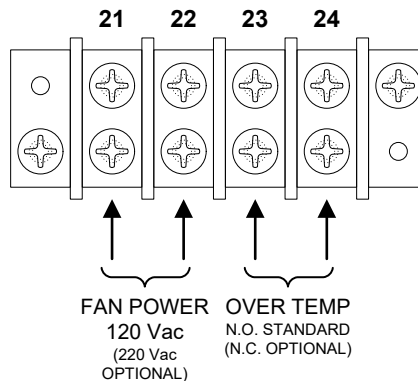 21 22 23 24
FAN POWER
120 Vac
(220 Vac
OPTIONAL)
OVER TEMP
N.O. STANDARD
(N.C. OPTIONAL)